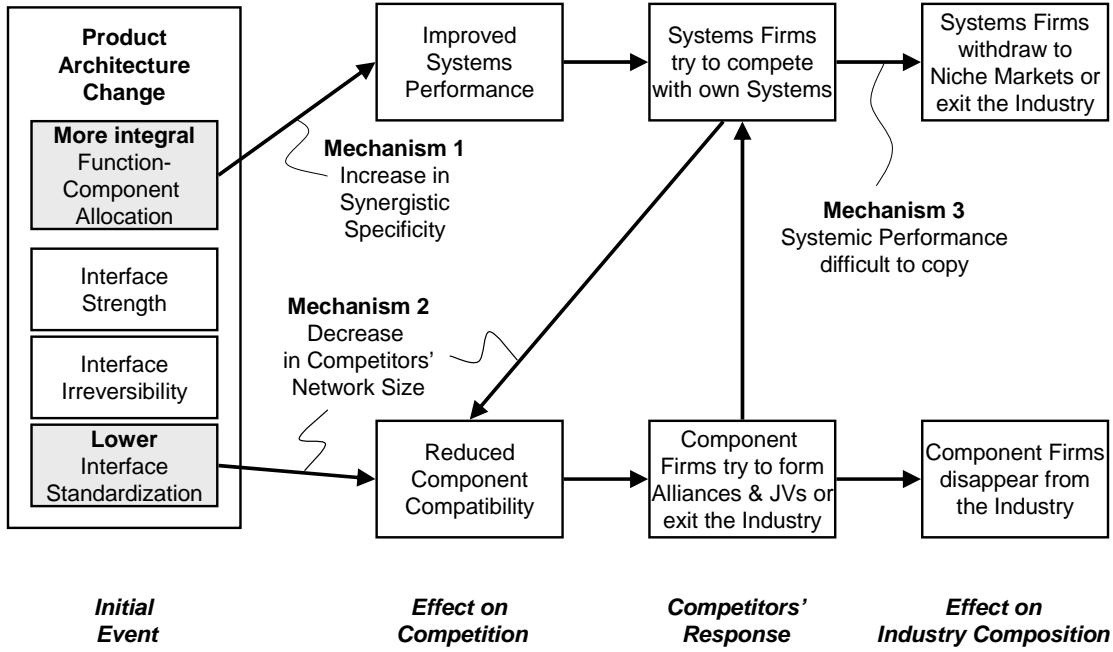 Product
Architecture
Change
More integral
Function-
Component
Allocation
Interface
Strength
Interface
Irreversibility
Lower
Interface
Standardization
Improved
Systems
Performance
Mechanism 1
Increase in
Synergistic
Specificity
Mechanism 2
Decrease
in Competitors’
Network Size
Reduced
Component
Compatibility
Systems Firms
try to compete
with own Systems
Component
Firms try to form
Alliances & JVs or
exit the Industry
Systems Firms
withdraw to
Niche Markets or
exit the Industry
Mechanism 3
Systemic Performance
difficult to copy
Component Firms
disappear from
the Industry
Initial
Event
Effect on
Competition
Competitors’
Response
Effect on
Industry Composition